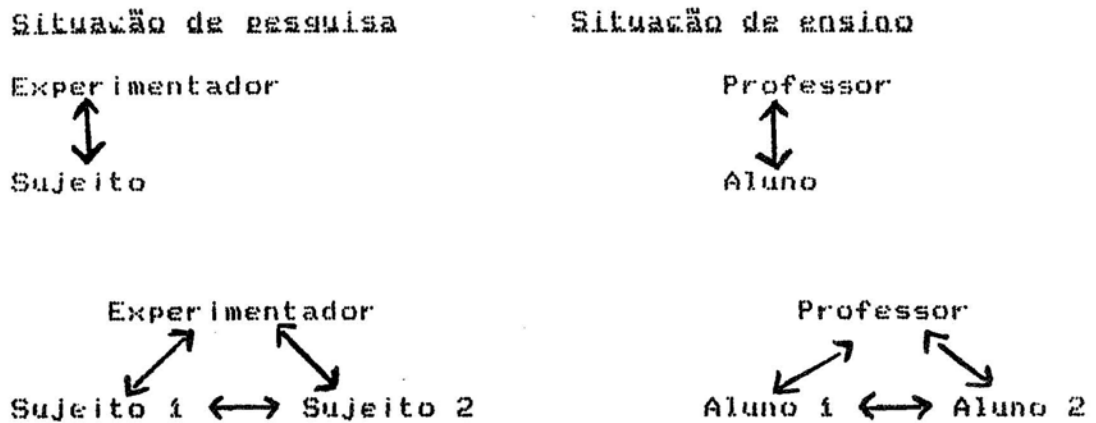 Situação de pesquisa Situação de ensino
Experimentador Professor
Sujeito Aluno
Experimentador Professor
Sujeito 1 Sujeito 2 Aluno 1 Aluno 2